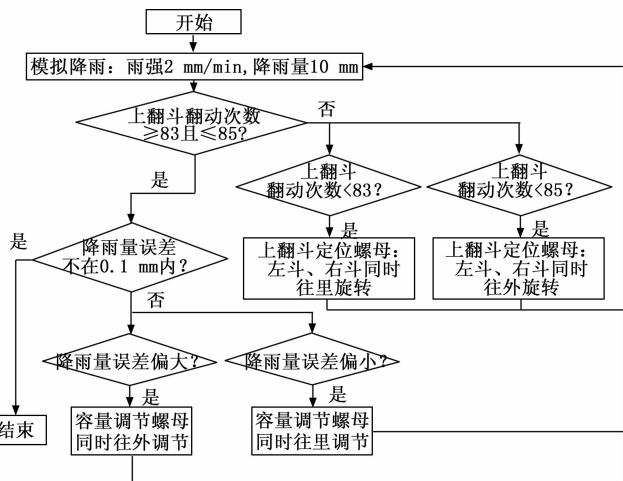 开始
模拟降雨：雨强2 mm/min,降雨量10 mm
上翻斗翻动次数
≥83且≤85?
否
是
上翻斗
翻动次数<83?
上翻斗
翻动次数<85?
是
是
是
降雨量误差
不在0.1 mm内?
上翻斗定位螺母：
左斗、右斗同时
往里旋转
上翻斗定位螺母：
左斗、右斗同时
往外旋转
否
降雨量误差偏大?
降雨量误差偏小?
是
是
结束
容量调节螺母
同时往外调节
容量调节螺母
同时往里调节